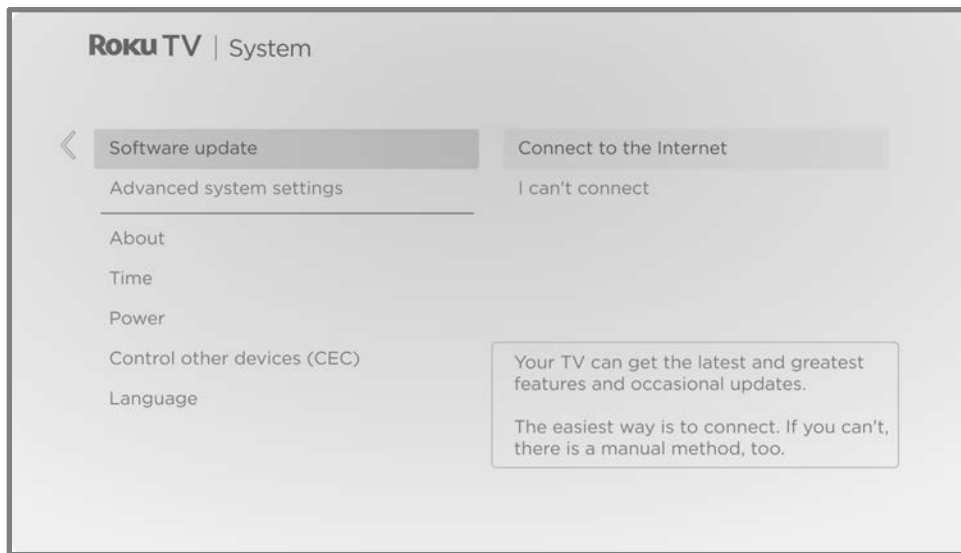 Roku TV | System
Software update
Advanced system settings
About
Time
Power
Control other devices (CEC)
Language
Connect to the Internet
I can't connect
Your TV can get the latest and greatest
features and occasional updates.
The easiest way is to connect. If you can't,
there is a manual method, too.